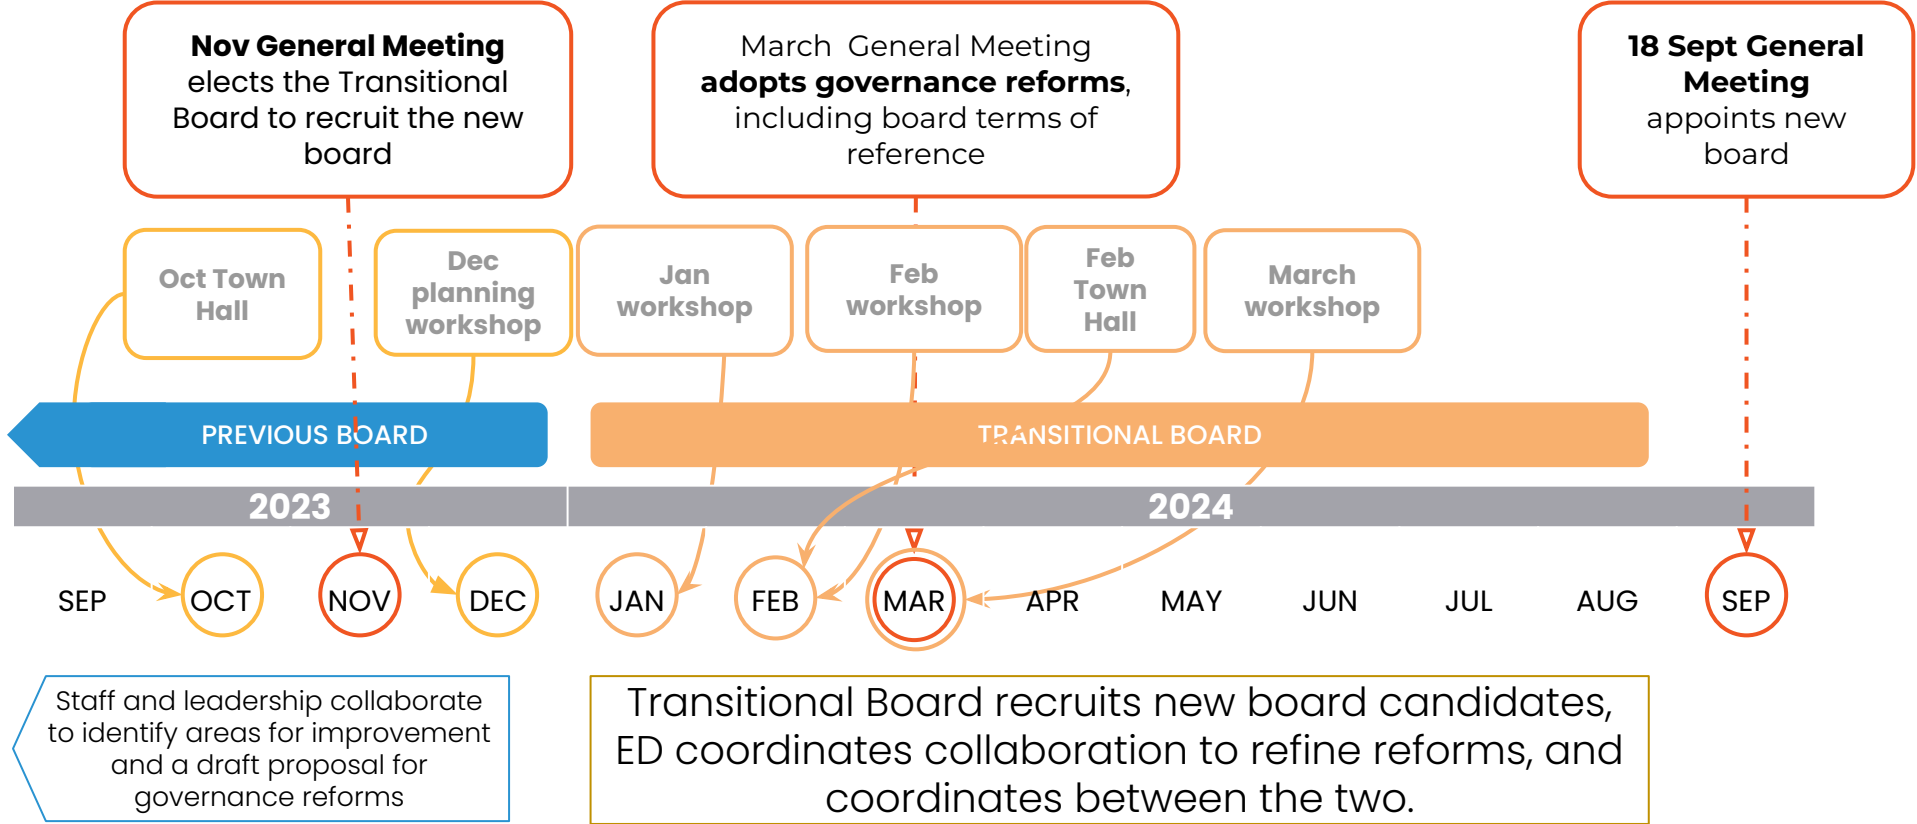 Nov General Meeting
elects the Transitional
Board to recruit the new
board
March General Meeting
adopts governance reforms,
including board terms of
reference
18 Sept General
Meeting
appoints new
board
Oct Town
Hall
Dec
planning
workshop
Jan
workshop
Feb
workshop
Feb
Town
Hall
March
workshop
PREVIOUS BOARD
TRANSITIONAL BOARD
2023
2024
SEP
OCT
NOV
DEC
JAN
FEB
MAR
APR
MAY
JUN
JUL
AUG
SEP
Staff and leadership collaborate
to identify areas for improvement
and a draft proposal for
governance reforms
Transitional Board recruits new board candidates,
ED coordinates collaboration to refine reforms, and
coordinates between the two.